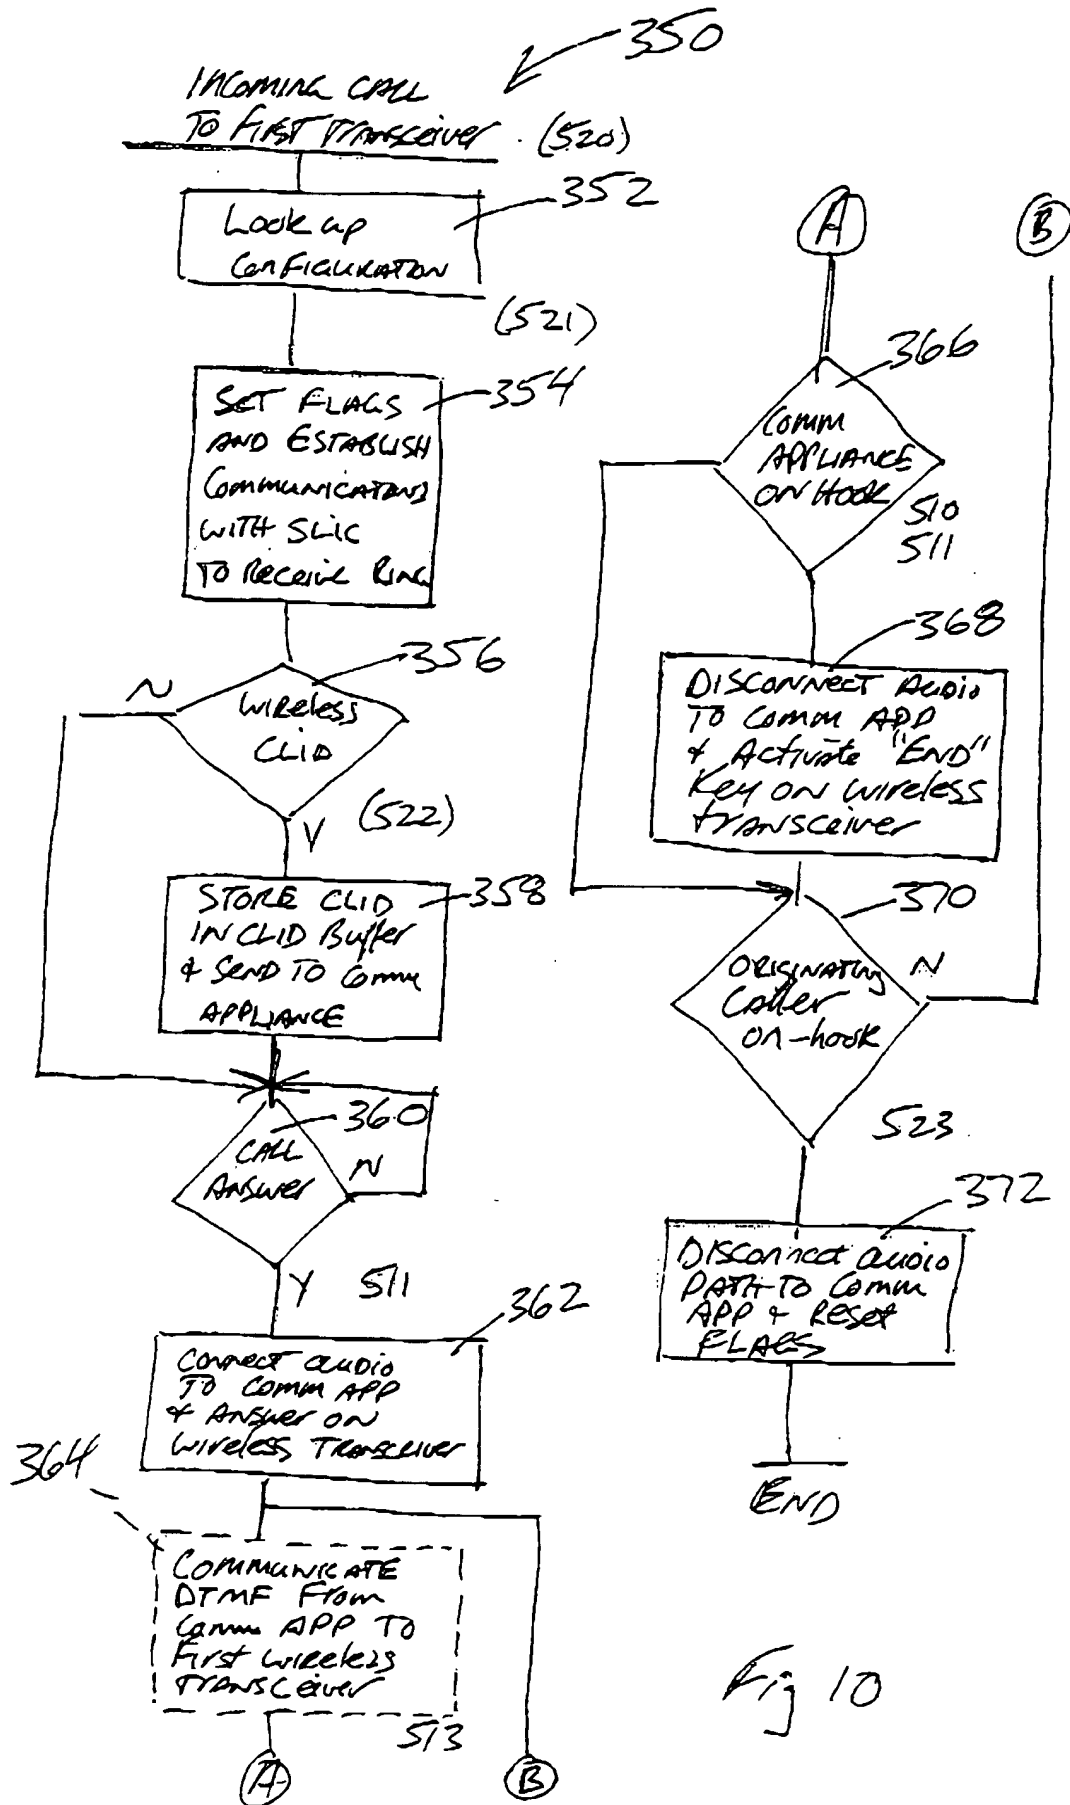 350
INCOMING CALL
TO FIRST TRANSCEIVER (520)
352
Look up
CONFIGURATION
(521)
354
SET FLAGS
AND ESTABLISH
COMMUNICATIONS
WITH SLIC
TO Receive RING
356
N
WIReless
CLID
Y
(522)
358
STORE CLID
IN CLID Buffer
& SEND TO Comm
APPLIANCE
360
CALL
ANSWER
N
Y
511
362
CONNECT AUDIO
TO COMM APP
& ANSWER ON
WIRELESS TRANSCEIVER
364
COMMUNICATE
DTMF From
Comm APP TO
First WIRELESS
TRANSCEIVER
513
A
B
A
B
366
Comm
APPLIANCE
ON HOOK
510
511
368
DISCONNECT AUDIO
TO COMM APP
& Activate "END"
Key ON WIRELESS
TRANSCEIVER
370
ORIGINATING
Caller
ON-hook
N
523
372
DISConnect AUDIO
PATH TO Comm
APP & Reset
FLAGS
END
Fig 10